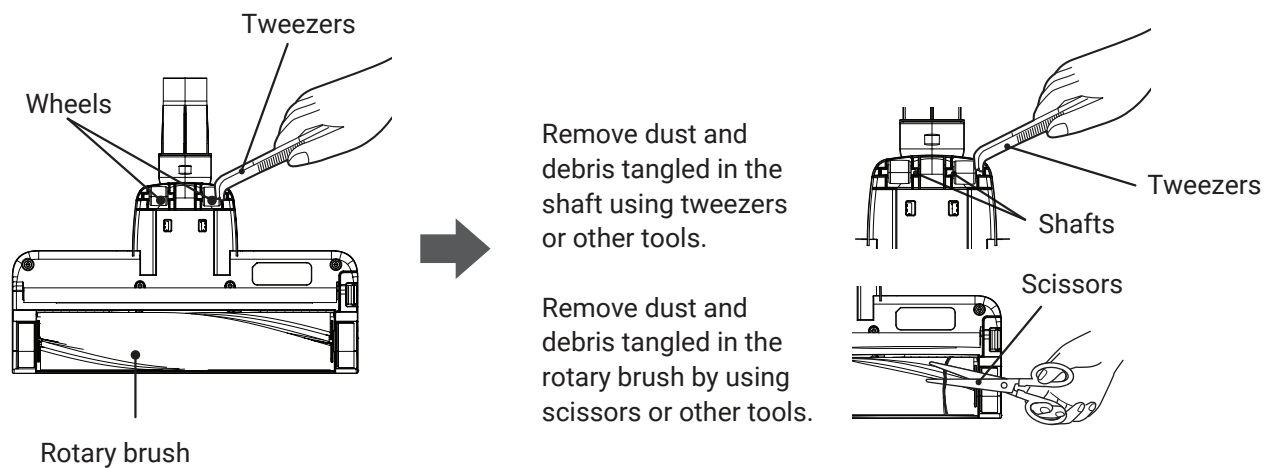 Tweezers
Wheels
Rotary brush
Remove dust and
debris tangled in the
shaft using tweezers
or other tools.
Remove dust and
debris tangled in the
rotary brush by using
scissors or other tools.
Tweezers
Shafts
Scissors